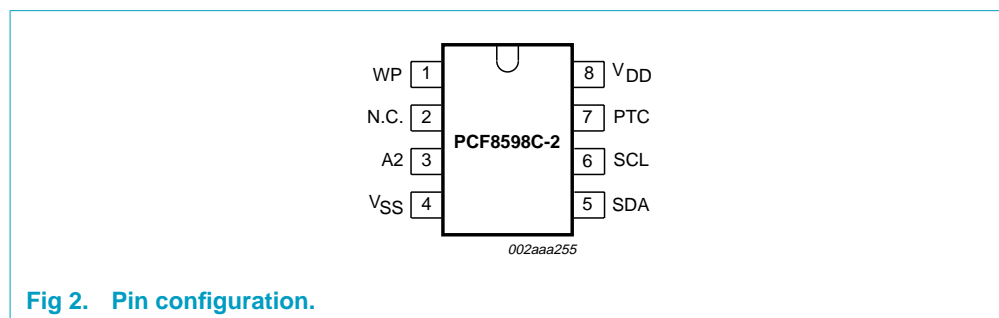 WP 1 8 VDD
N.C. 2 7 PTC
PCF8598C-2
A2 3 6 SCL
VSS 4 5 SDA
002aaa255
Fig 2. Pin configuration.